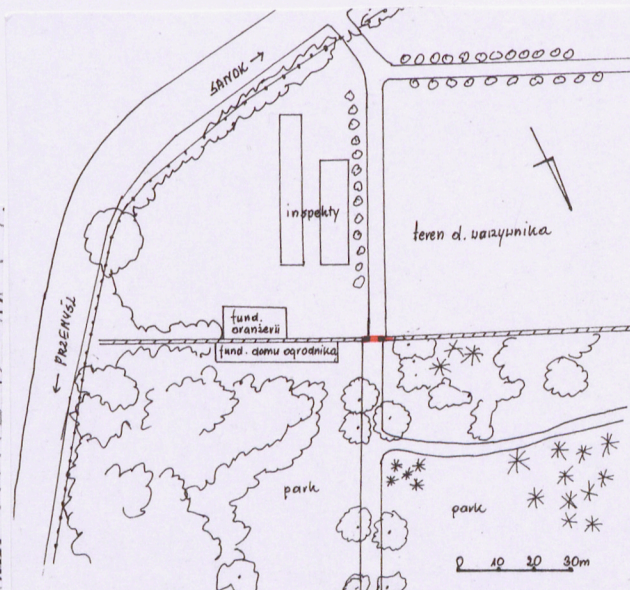 SANOK →
inspekty
teren d. warzywnika
fund.
oranżerii
fund. domu ogrodnika
← PRZEMYŚL
park
park
0 10 20 30m